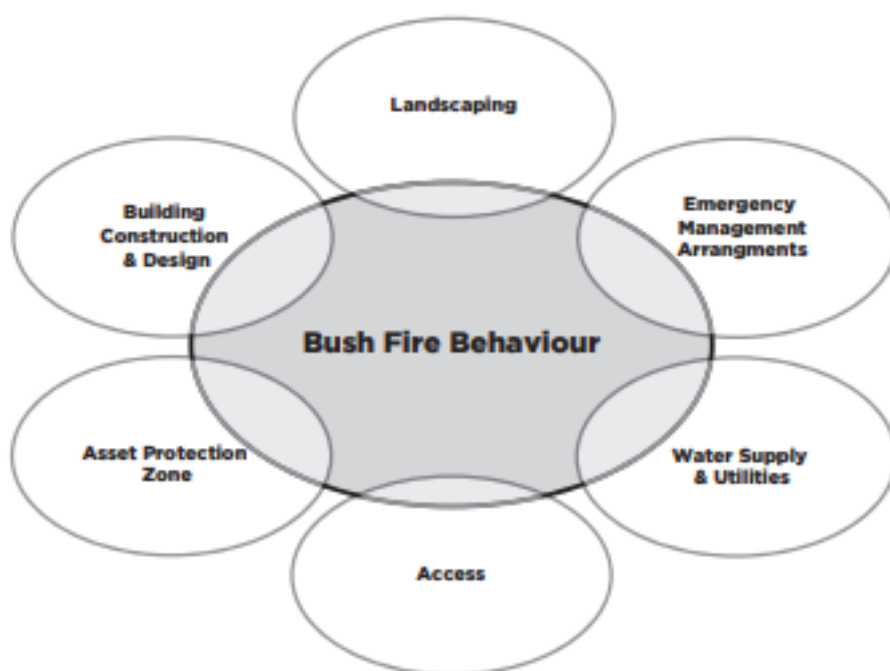 Landscaping
Building
Construction
& Design
Emergency
Management
Arrangments
Bush Fire Behaviour
Asset Protection
Zone
Water Supply
& Utilities
Access